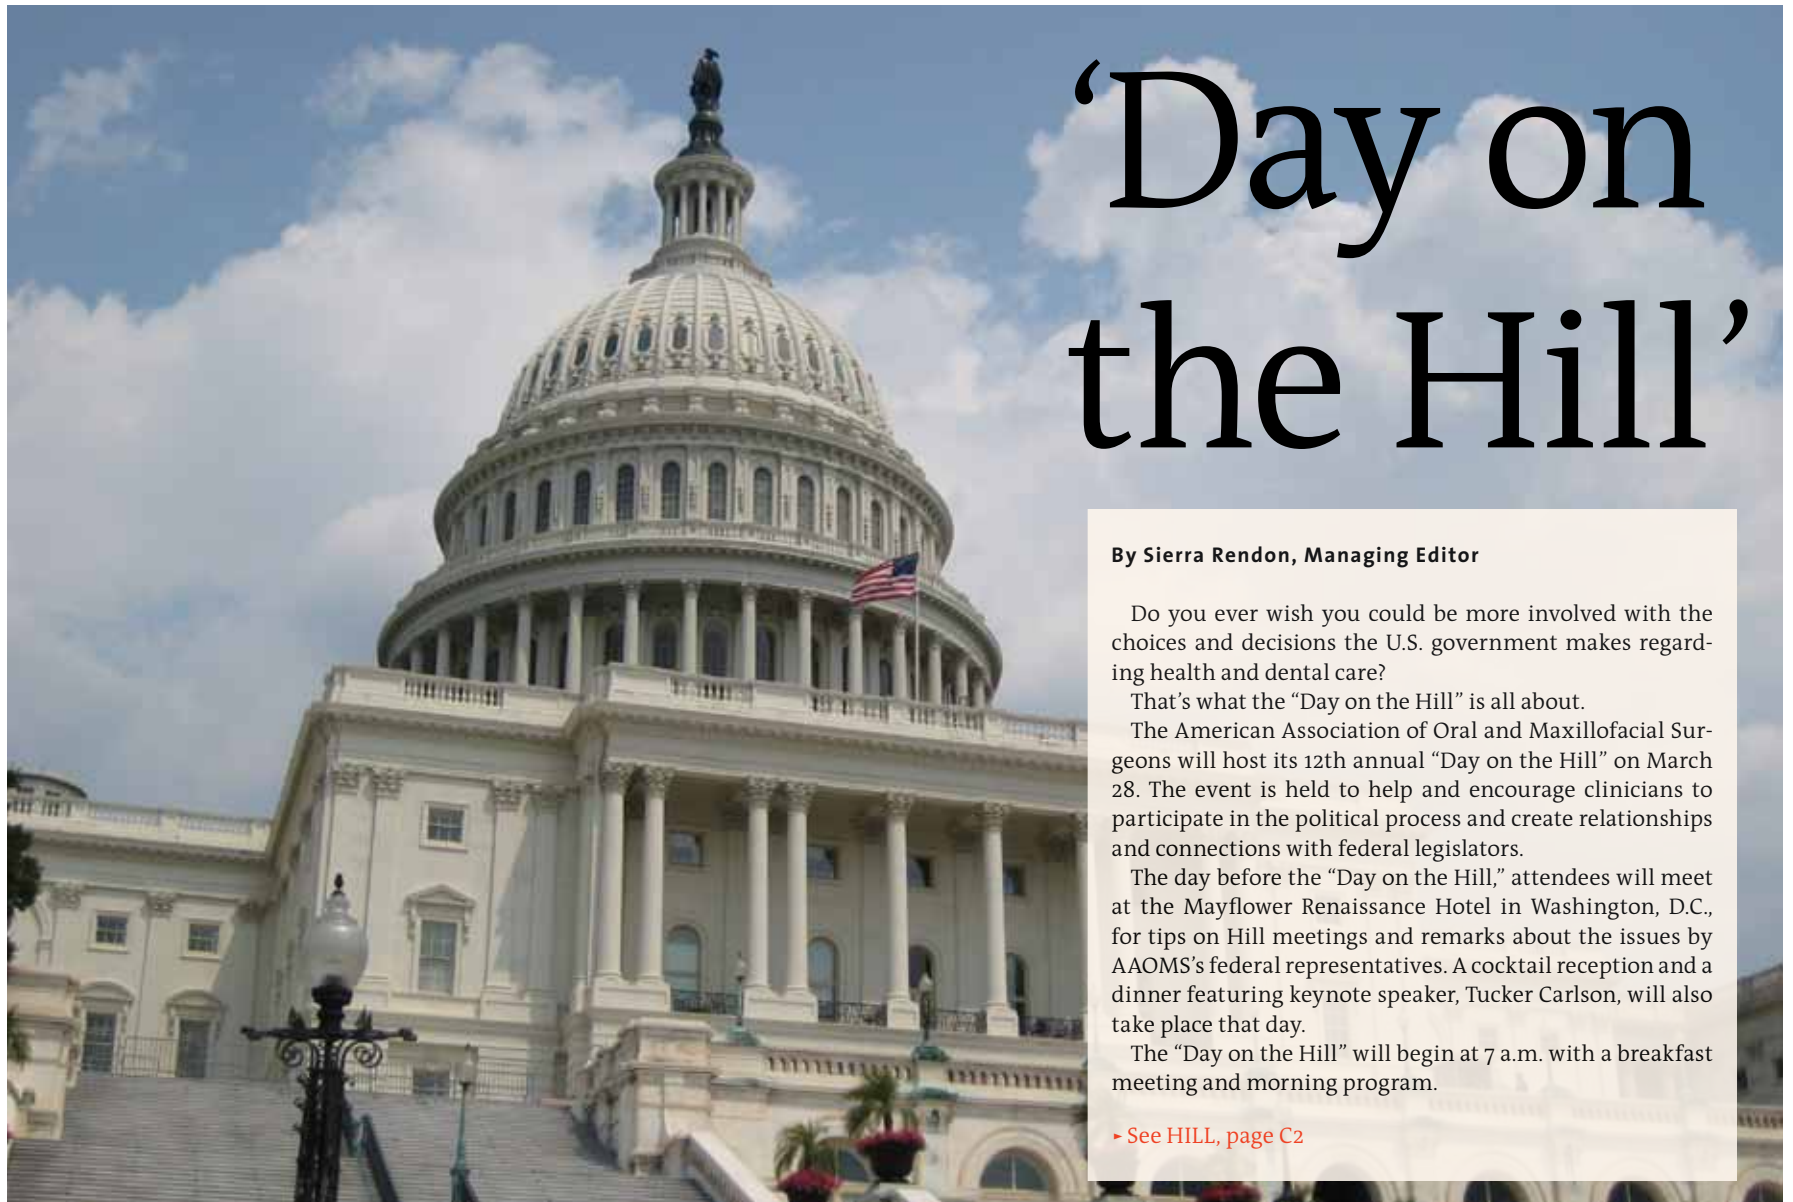 ‘Day on
the Hill’
By Sierra Rendon, Managing Editor
Do you ever wish you could be more involved with the
choices and decisions the U.S. government makes regard-
ing health and dental care?
That’s what the “Day on the Hill” is all about.
The American Association of Oral and Maxillofacial Sur-
geons will host its 12th annual “Day on the Hill” on March
28. The event is held to help and encourage clinicians to
participate in the political process and create relationships
and connections with federal legislators.
The day before the “Day on the Hill,” attendees will meet
at the Mayflower Renaissance Hotel in Washington, D.C.,
for tips on Hill meetings and remarks about the issues by
AAOMS’s federal representatives. A cocktail reception and a
dinner featuring keynote speaker, Tucker Carlson, will also
take place that day.
The “Day on the Hill” will begin at 7 a.m. with a breakfast
meeting and morning program.
► See HILL, page C2